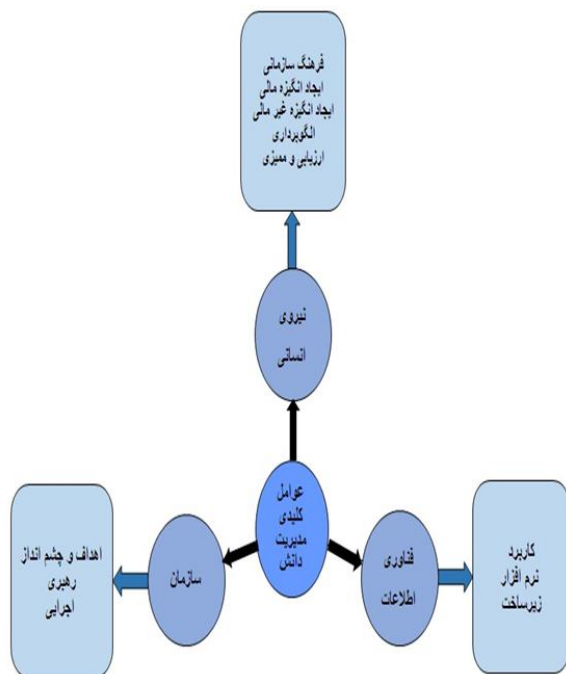 فرهنگ سازمانی
ایجاد انگیزه مالی
ایجاد انگیزه غیر مالی
الگوبرداری
ارزیابی و ممیزی
نیروی
انسانی
عوامل
کلیدی
مدیریت
دانش
فناوری
اطلاعات
کاربرد
نرم افزار
زیرساخت
سازمان
اهداف و چشم انداز
رهبری
اجرایی